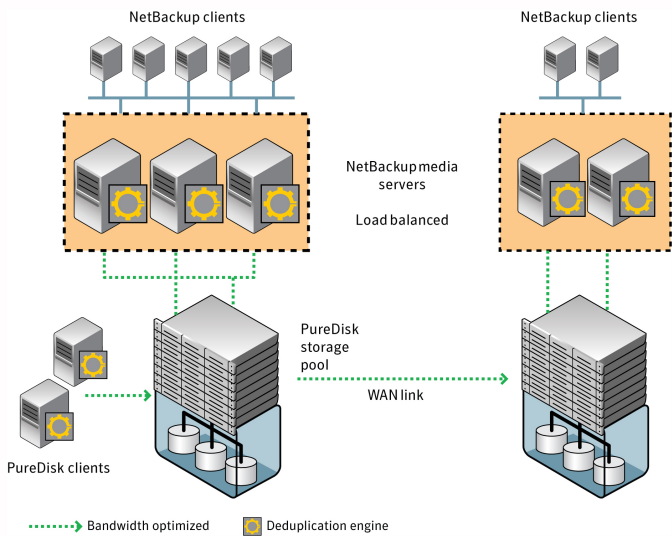 NetBackup clients
NetBackup clients
NetBackup media
servers
Load balanced
PureDisk
storage
pool
WAN link
PureDisk clients
Bandwidth optimized
Deduplication engine